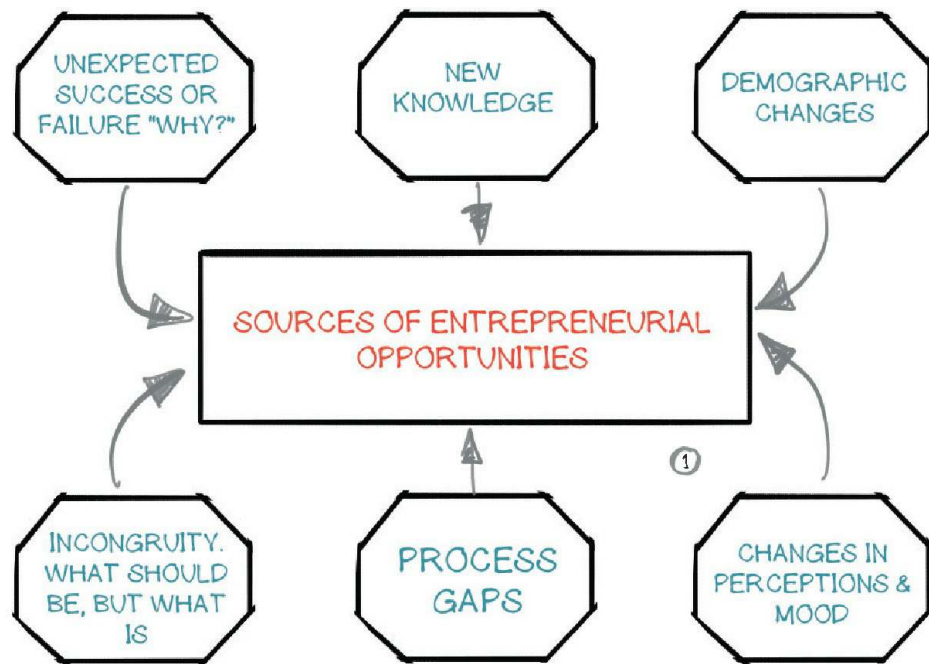 UNEXPECTED
SUCCESS OR
FAILURE "WHY?"
NEW
KNOWLEDGE
DEMOGRAPHIC
CHANGES
SOURCES OF ENTREPRENEURIAL
OPPORTUNITIES
1
INCONGRUITY.
WHAT SHOULD
BE, BUT WHAT
IS
PROCESS
GAPS
CHANGES IN
PERCEPTIONS &
MOOD